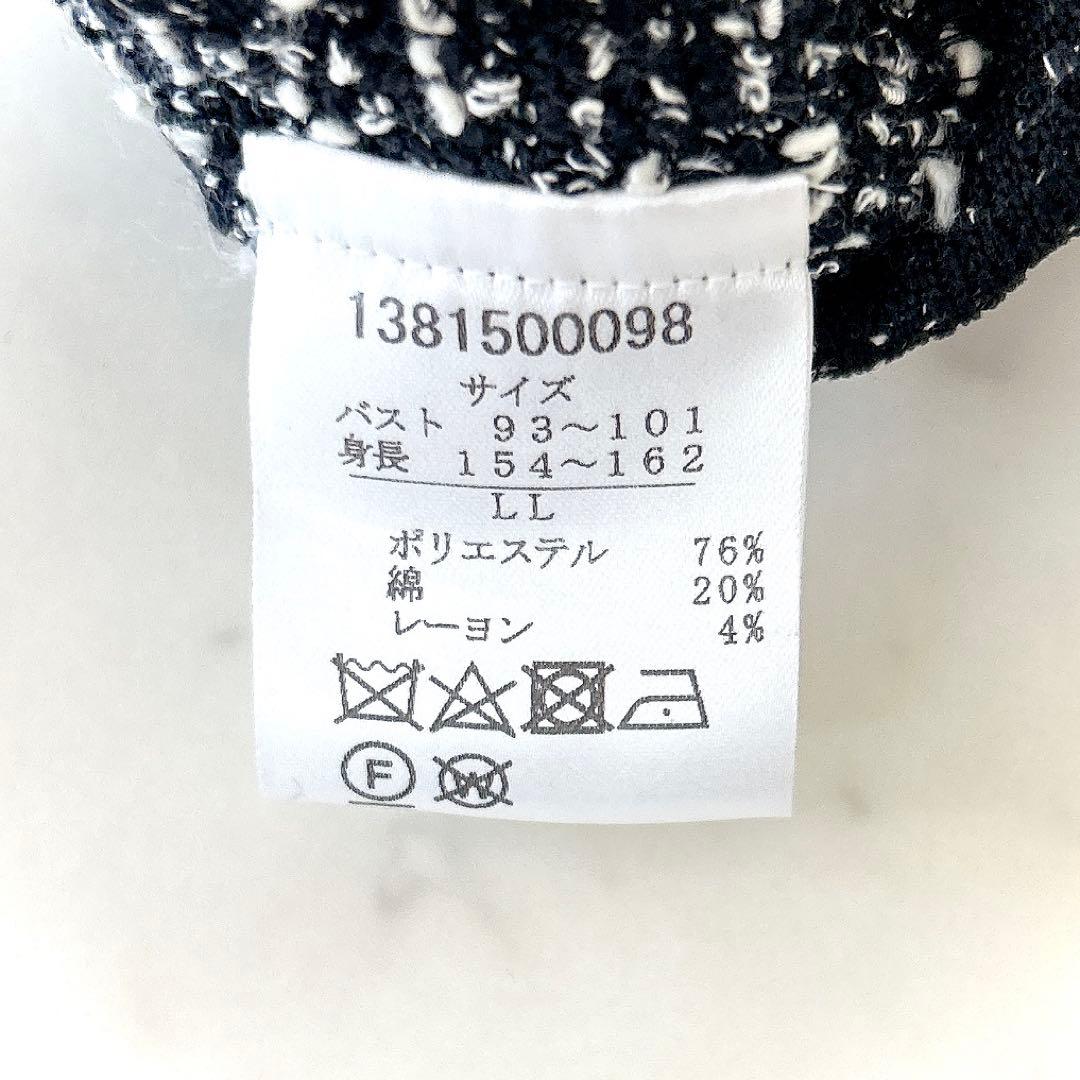 1381500098
サイズ
バスト 93～101
身長 154～162
LL
ポリエステル 76%
綿 20%
レーヨン 4%
F W